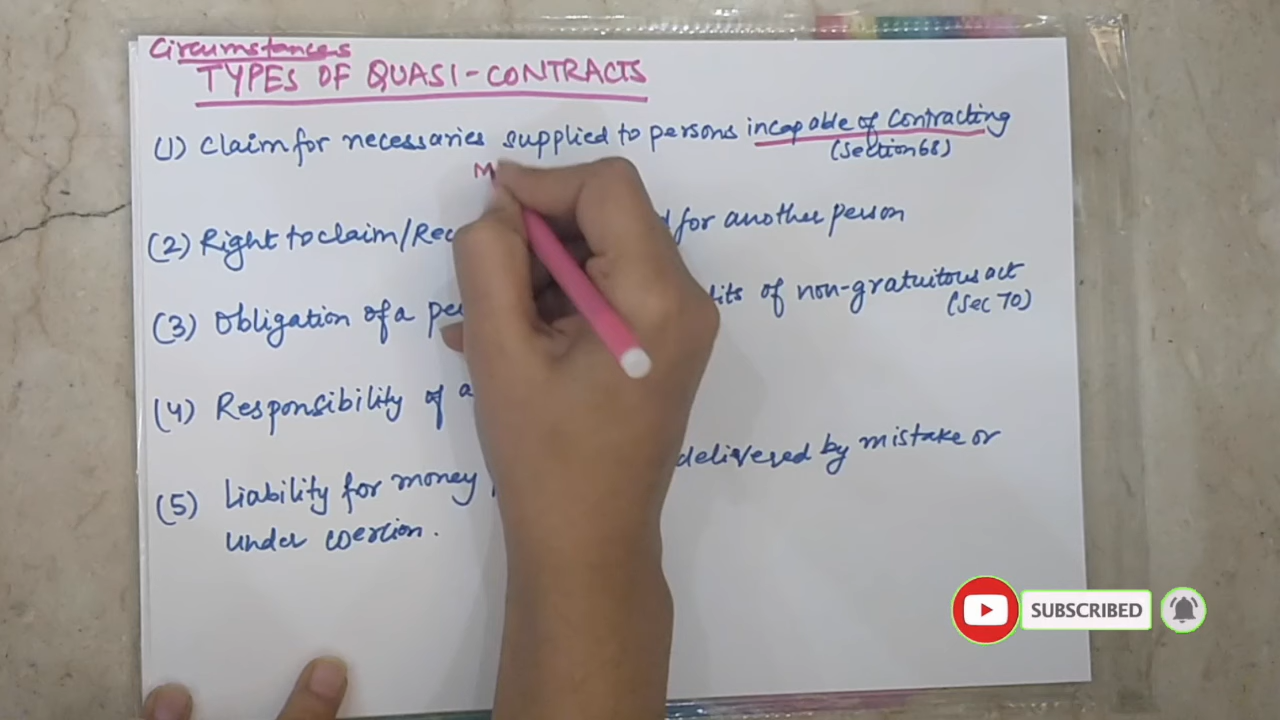 Circumstances
TYPES OF QUASI-CONTRACTS
(1) Claim for necessaries supplied to persons incapable of contracting
(Section 68)
M
(2) Right to claim/Rec for another person
(3) Obligation of a pe of non-gratuitous act
(Sec 70)
(4) Responsibility of a
(5) Liability for money delivered by mistake or
under coercion.
SUBSCRIBED